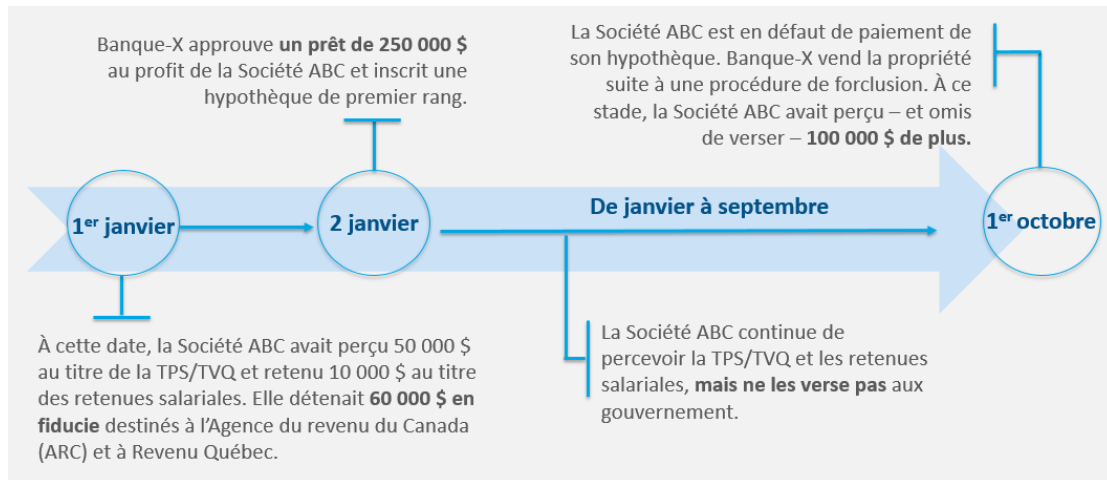 Banque-X approuve un prêt de 250 000 $
au profit de la Société ABC et inscrit une
hypothèque de premier rang.
La Société ABC est en défaut de paiement de
son hypothèque. Banque-X vend la propriété
suite à une procédure de forclusion. À ce
stade, la Société ABC avait perçu – et omis
de verser – 100 000 $ de plus.
1er janvier
2 janvier
De janvier à septembre
1er octobre
À cette date, la Société ABC avait perçu 50 000 $
au titre de la TPS/TVQ et retenu 10 000 $ au titre
des retenues salariales. Elle détenait 60 000 $ en
fiducie destinés à l’Agence du revenu du Canada
(ARC) et à Revenu Québec.
La Société ABC continue de
percevoir la TPS/TVQ et les retenues
salariales, mais ne les verse pas aux
gouvernement.